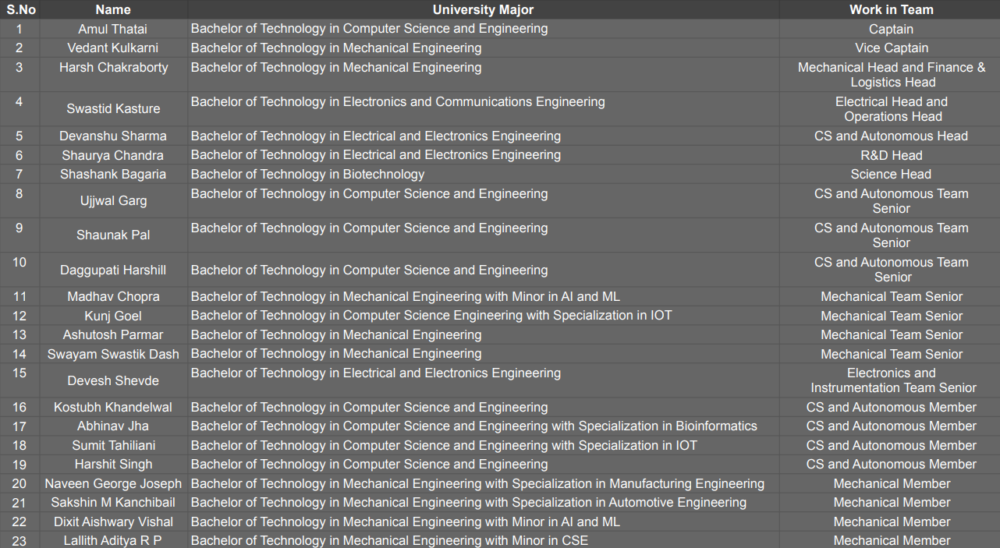 S.No Name University Major Work in Team
1 Amul Thatai Bachelor of Technology in Computer Science and Engineering Captain
2 Vedant Kulkarni Bachelor of Technology in Mechanical Engineering Vice Captain
3 Harsh Chakraborty Bachelor of Technology in Mechanical Engineering Mechanical Head and Finance &
Logistics Head
4 Swastid Kasture Bachelor of Technology in Electronics and Communications Engineering Electrical Head and
Operations Head
5 Devanshu Sharma Bachelor of Technology in Electrical and Electronics Engineering CS and Autonomous Head
6 Shaurya Chandra Bachelor of Technology in Electrical and Electronics Engineering R&D Head
7 Shashank Bagaria Bachelor of Technology in Biotechnology Science Head
8 Ujjwal Garg Bachelor of Technology in Computer Science and Engineering CS and Autonomous Team
Senior
9 Shaunak Pal Bachelor of Technology in Computer Science and Engineering CS and Autonomous Team
Senior
10 Daggupati Harshill Bachelor of Technology in Computer Science and Engineering CS and Autonomous Team
Senior
11 Madhav Chopra Bachelor of Technology in Mechanical Engineering with Minor in AI and ML Mechanical Team Senior
12 Kunj Goel Bachelor of Technology in Computer Science Engineering with Specialization in IOT Mechanical Team Senior
13 Ashutosh Parmar Bachelor of Technology in Mechanical Engineering Mechanical Team Senior
14 Swayam Swastik Dash Bachelor of Technology in Mechanical Engineering Mechanical Team Senior
15 Devesh Shevde Bachelor of Technology in Electrical and Electronics Engineering Electronics and
Instrumentation Team Senior
16 Kostubh Khandelwal Bachelor of Technology in Computer Science and Engineering CS and Autonomous Member
17 Abhinav Jha Bachelor of Technology in Computer Science and Engineering with Specialization in Bioinformatics CS and Autonomous Member
18 Sumit Tahiliani Bachelor of Technology in Computer Science and Engineering with Specialization in IOT CS and Autonomous Member
19 Harshit Singh Bachelor of Technology in Computer Science and Engineering CS and Autonomous Member
20 Naveen George Joseph Bachelor of Technology in Mechanical Engineering with Specialization in Manufacturing Engineering Mechanical Member
21 Sakshin M Kanchibail Bachelor of Technology in Mechanical Engineering with Specialization in Automotive Engineering Mechanical Member
22 Dixit Aishwary Vishal Bachelor of Technology in Mechanical Engineering with Minor in AI and ML Mechanical Member
23 Lallith Aditya R P Bachelor of Technology in Mechanical Engineering with Minor in CSE Mechanical Member